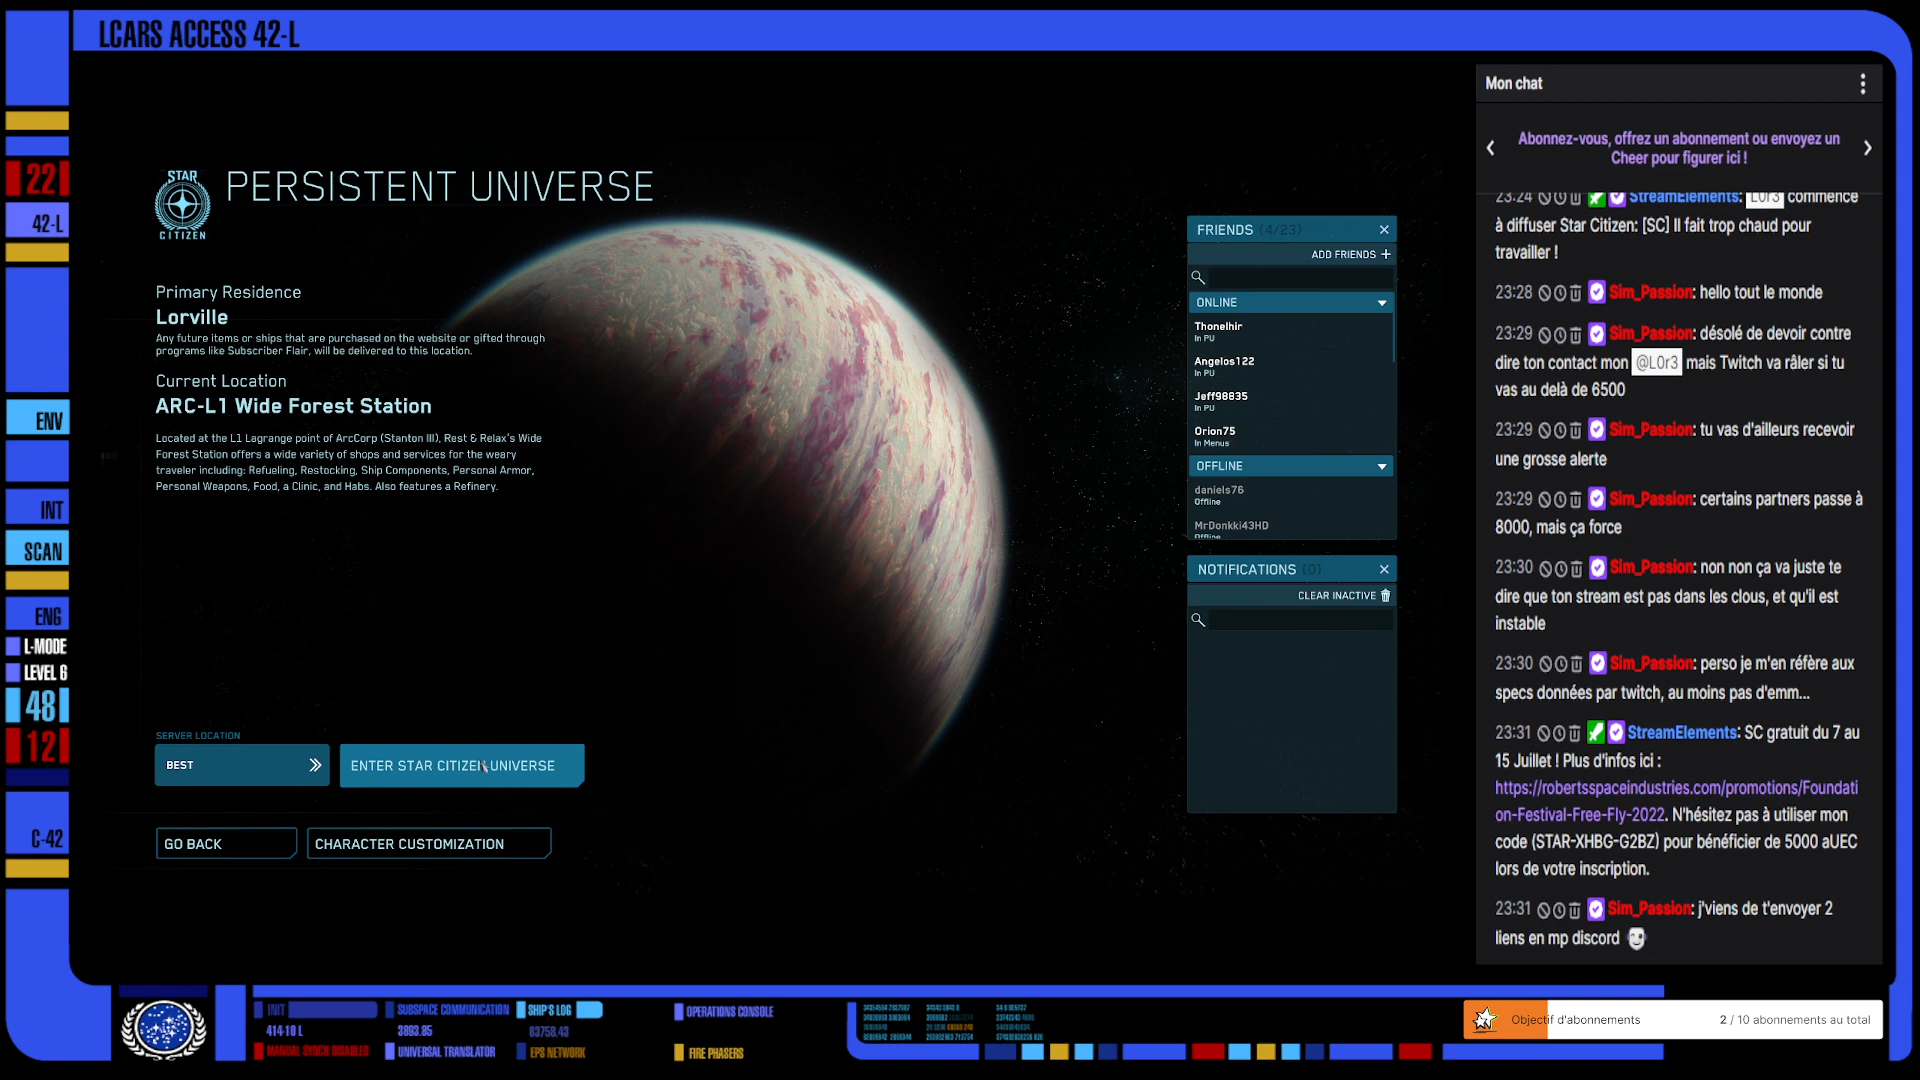 LCARS ACCESS 42-L
22
42-L
ENV
INT
SCAN
ENG
L-MODE
LEVEL 6
48
12
C-42
STAR
CITIZEN
PERSISTENT UNIVERSE
Primary Residence
Lorville
Any future items or ships that are purchased on the website or gifted through
programs like Subscriber Flair, will be delivered to this location.
Current Location
ARC-L1 Wide Forest Station
Located at the L1 Lagrange point of ArcCorp (Stanton III), Rest & Relax's Wide
Forest Station offers a wide variety of shops and services for the weary
traveler including: Refueling, Restocking, Ship Components, Personal Armor,
Personal Weapons, Food, a Clinic, and Habs. Also features a Refinery.
SERVER LOCATION
BEST
ENTER STAR CITIZEN UNIVERSE
GO BACK
CHARACTER CUSTOMIZATION
FRIENDS (4/23)
ADD FRIENDS +
ONLINE
Thonelhir
In PU
Angelos122
In PU
Jeff98835
In PU
Orion75
In Menus
OFFLINE
daniels76
Offline
MrDonkki43HD
Offline
NOTIFICATIONS (0)
CLEAR INACTIVE
Mon chat
Abonnez-vous, offrez un abonnement ou envoyez un
Cheer pour figurer ici !
23:24 StreamElements: L0r3 commence
à diffuser Star Citizen: [SC] Il fait trop chaud pour
travailler !
23:28 Sim_Passion: hello tout le monde
23:29 Sim_Passion: désolé de devoir contre
dire ton contact mon @L0r3 mais Twitch va râler si tu
vas au delà de 6500
23:29 Sim_Passion: tu vas d'ailleurs recevoir
une grosse alerte
23:29 Sim_Passion: certains partners passe à
8000, mais ça force
23:30 Sim_Passion: non non ça va juste te
dire que ton stream est pas dans les clous, et qu'il est
instable
23:30 Sim_Passion: perso je m'en réfère aux
specs données par twitch, au moins pas d'emm...
23:31 StreamElements: SC gratuit du 7 au
15 Juillet ! Plus d'infos ici :
https://robertsspaceindustries.com/promotions/Foundati
on-Festival-Free-Fly-2022. N'hésitez pas à utiliser mon
code (STAR-XHBG-G2BZ) pour bénéficier de 5000 aUEC
lors de votre inscription.
23:31 Sim_Passion: j'viens de t'envoyer 2
liens en mp discord
INIT
414-10 L
MANUAL SYNCH DISABLED
SUBSPACE COMMUNICATION
3893.85
UNIVERSAL TRANSLATOR
SHIP'S LOG
83758.43
EPS NETWORK
OPERATIONS CONSOLE
FIRE PHASERS
Objectif d'abonnements
2 / 10 abonnements au total